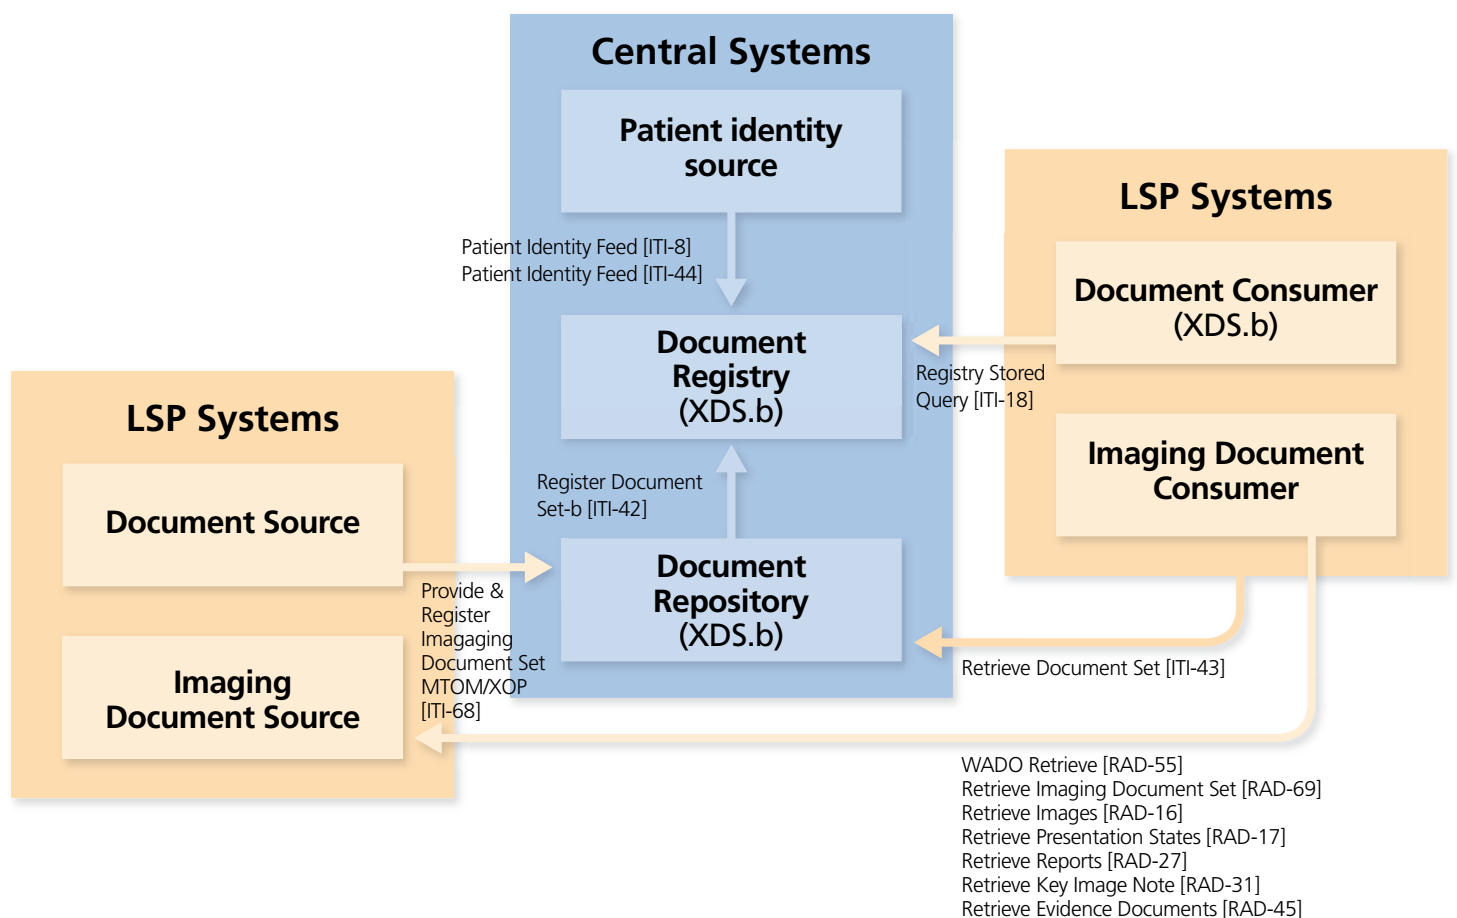 Central Systems
Patient identity
source
Patient Identity Feed [ITI-8]
Patient Identity Feed [ITI-44]
Document
Registry
(XDS.b)
Register Document
Set-b [ITI-42]
Document
Repository
(XDS.b)
LSP Systems
Document Consumer
(XDS.b)
Registry Stored
Query [ITI-18]
Imaging Document
Consumer
LSP Systems
Document Source
Provide &
Register
Imagaging
Document Set
MTOM/XOP
[ITI-68]
Imaging
Document Source
Retrieve Document Set [ITI-43]
WADO Retrieve [RAD-55]
Retrieve Imaging Document Set [RAD-69]
Retrieve Images [RAD-16]
Retrieve Presentation States [RAD-17]
Retrieve Reports [RAD-27]
Retrieve Key Image Note [RAD-31]
Retrieve Evidence Documents [RAD-45]